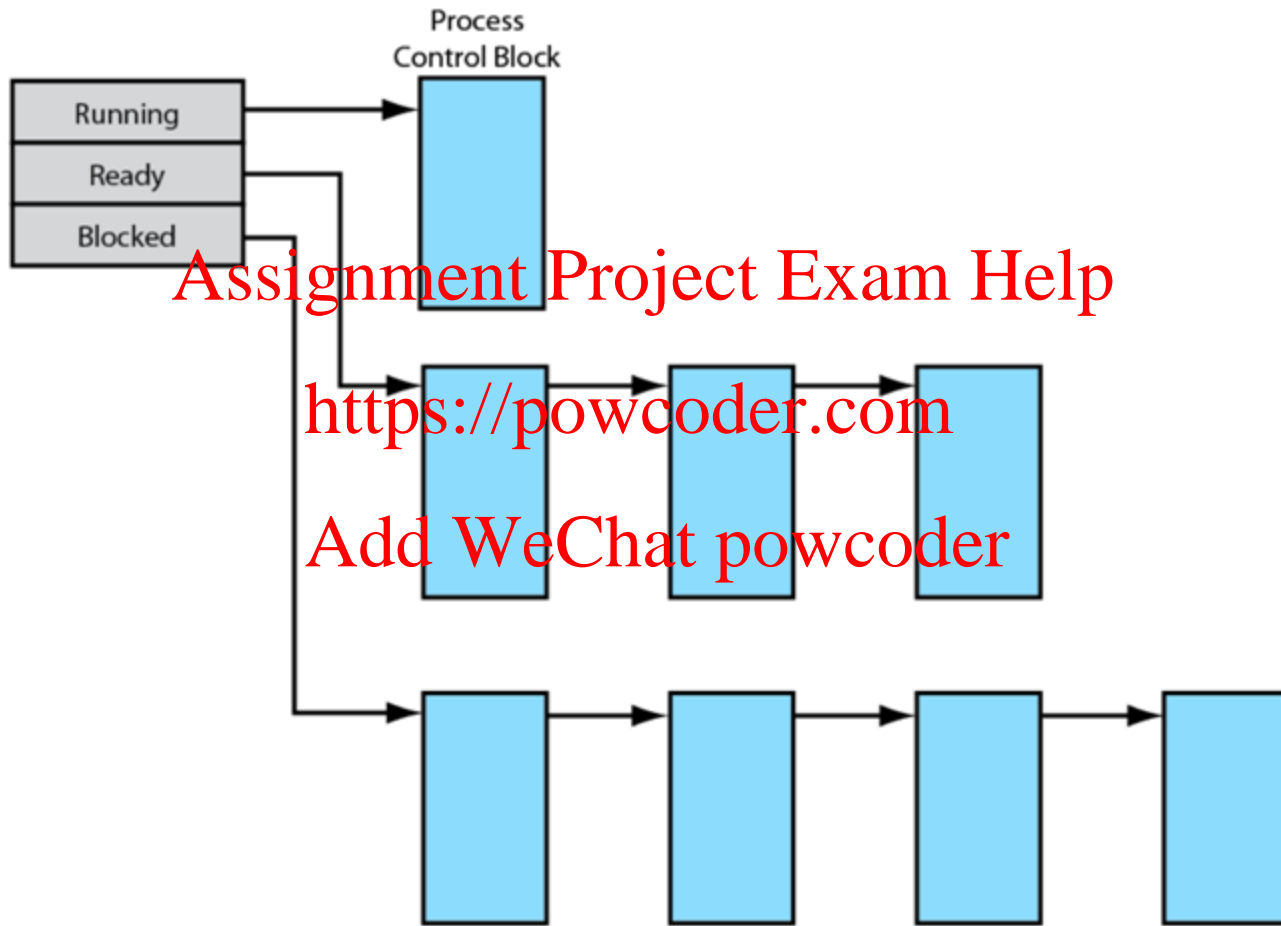 Process
Control Block
Running
Ready
Blocked
Assignment Project Exam Help
https://powcoder.com
Add WeChat powcoder